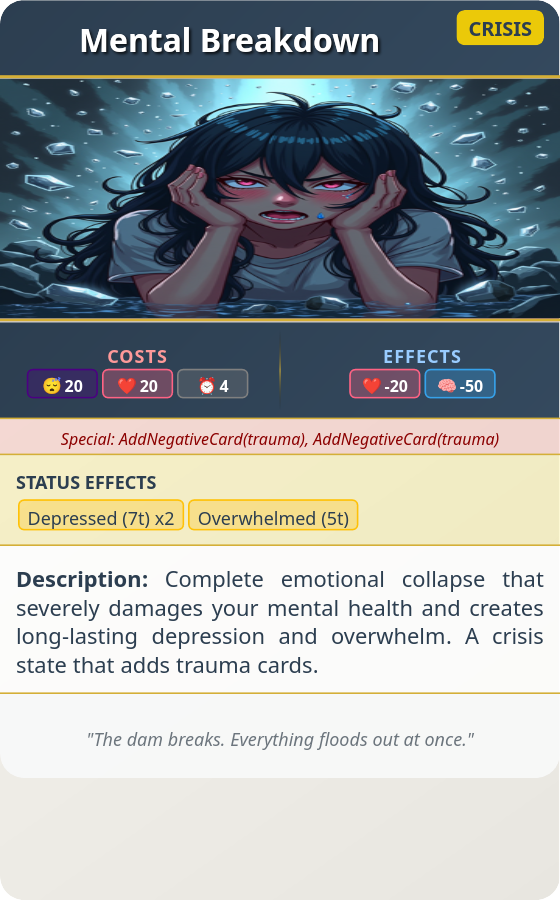 Mental Breakdown
CRISIS
COSTS
😴 20 ❤️ 20 ⏰ 4
EFFECTS
❤️ -20 🧠 -50
Special: AddNegativeCard(trauma), AddNegativeCard(trauma)
STATUS EFFECTS
Depressed (7t) x2 Overwhelmed (5t)
Description: Complete emotional collapse that
severely damages your mental health and creates
long-lasting depression and overwhelm. A crisis
state that adds trauma cards.
"The dam breaks. Everything floods out at once."